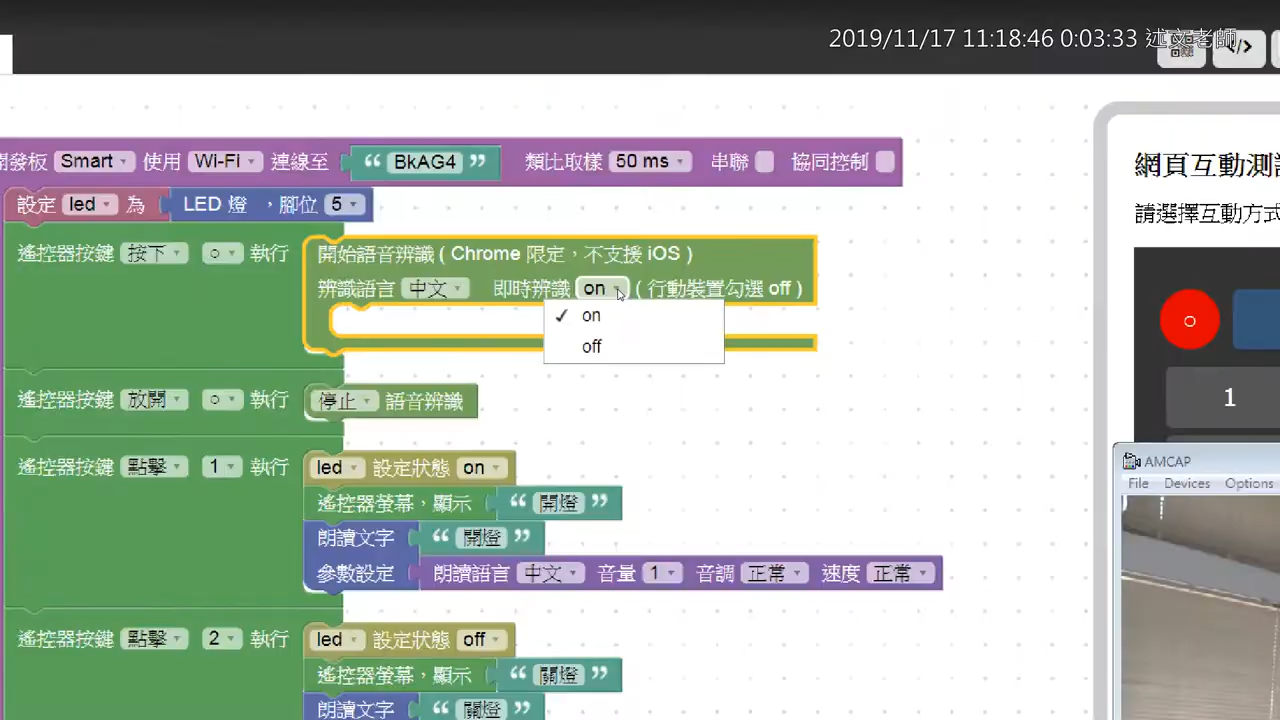 2019/11/17 11:18:46 0:03:33 述文老師
開發板 Smart 使用 Wi-Fi 連線至 “ BkAG4 ” 類比取樣 50 ms 串聯 協同控制
設定 led 為 LED 燈 ，腳位 5
遙控器按鍵 按下 ○ 執行 開始語音辨識 ( Chrome 限定，不支援 iOS )
辨識語言 中文 即時辨識 on ( 行動裝置勾選 off )
✓ on
off
遙控器按鍵 放開 ○ 執行 停止 語音辨識
遙控器按鍵 點擊 1 執行 led 設定狀態 on
遙控器螢幕，顯示 “ 開燈 ”
朗讀文字 “ 開燈 ”
參數設定 朗讀語言 中文 音量 1 音調 正常 速度 正常
遙控器按鍵 點擊 2 執行 led 設定狀態 off
遙控器螢幕，顯示 “ 關燈 ”
朗讀文字 “ 關燈 ”
網頁互動測
請選擇互動方式
○
1
AMCAP
File Devices Options